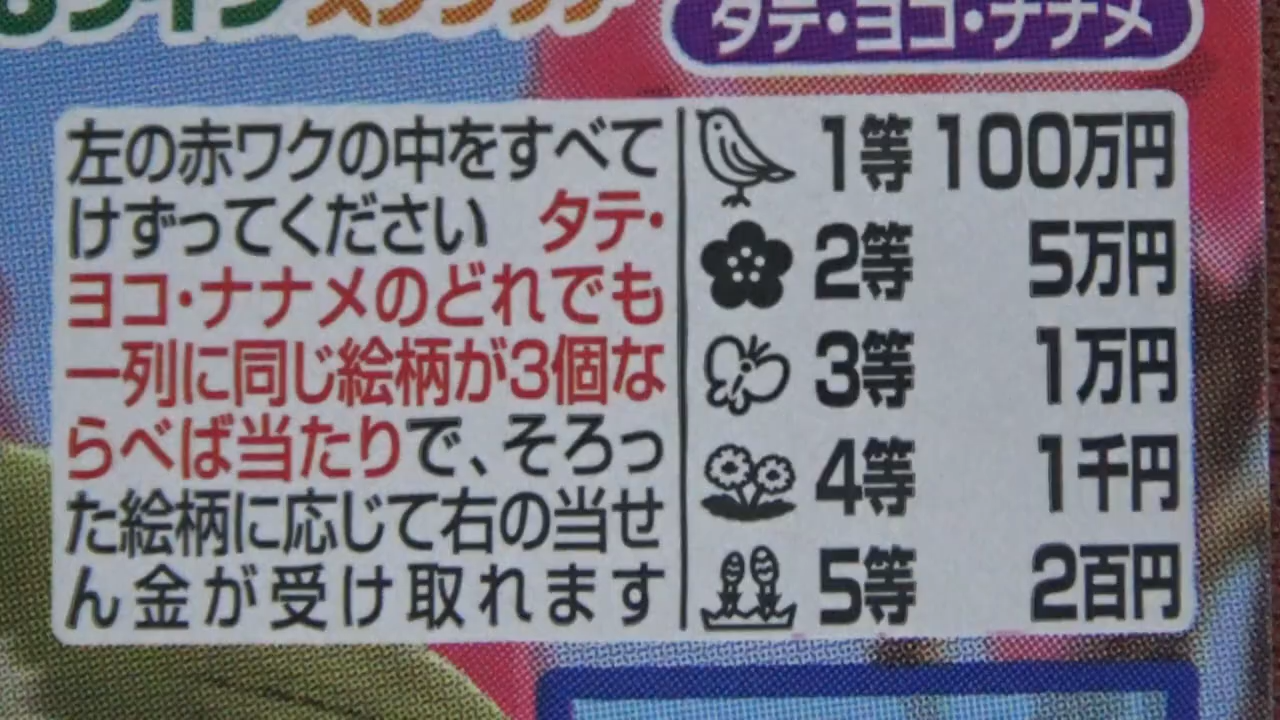 タテ・ヨコ・ナナメ
左の赤ワクの中をすべて
けずってください タテ・
ヨコ・ナナメのどれでも
一列に同じ絵柄が3個な
らべば当たりで、そろっ
た絵柄に応じて右の当せ
ん金が受け取れます
1等 100万円
2等 5万円
3等 1万円
4等 1千円
5等 2百円